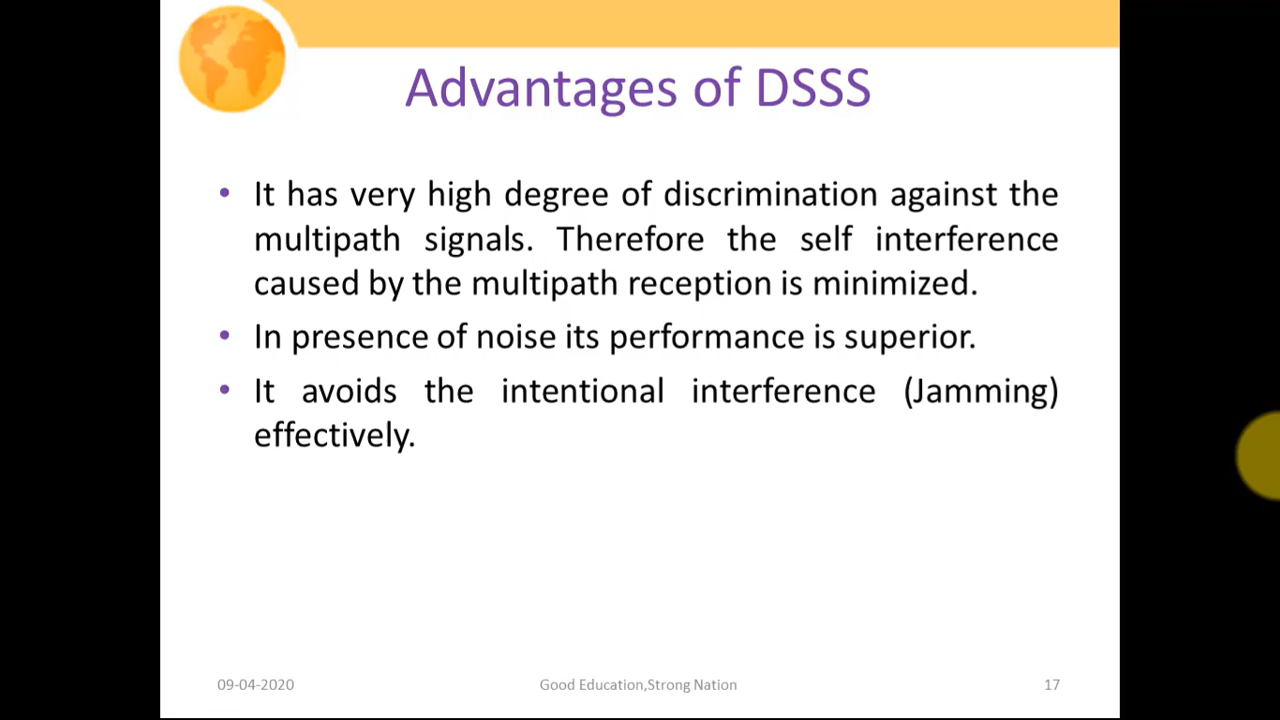 Advantages of DSSS
• It has very high degree of discrimination against the
multipath signals. Therefore the self interference
caused by the multipath reception is minimized.
• In presence of noise its performance is superior.
• It avoids the intentional interference (Jamming)
effectively.
09-04-2020 Good Education,Strong Nation 17